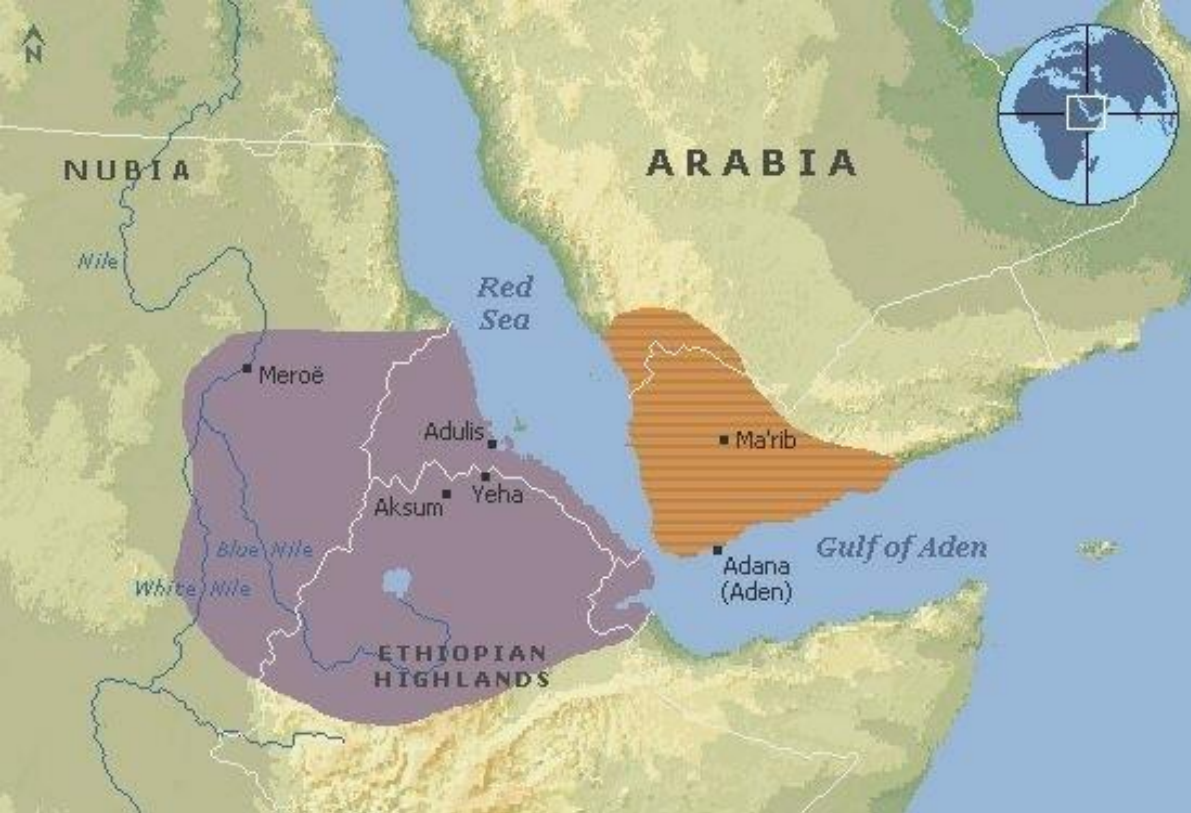 N
NUBIA
ARABIA
Nile
Red
Sea
Meroë
Adulis
Ma'rib
Yeha
Aksum
Blue Nile
Gulf of Aden
White Nile
Adana
(Aden)
ETHIOPIAN
HIGHLANDS